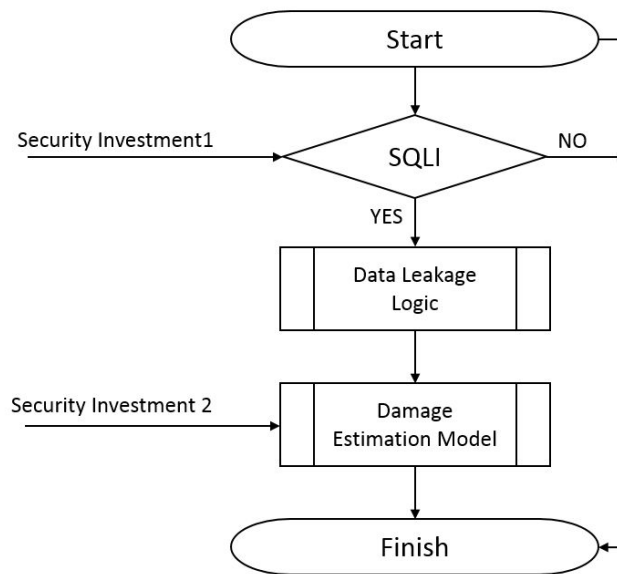 Start
Security Investment1
SQLI
NO
YES
Data Leakage
Logic
Security Investment 2
Damage
Estimation Model
Finish